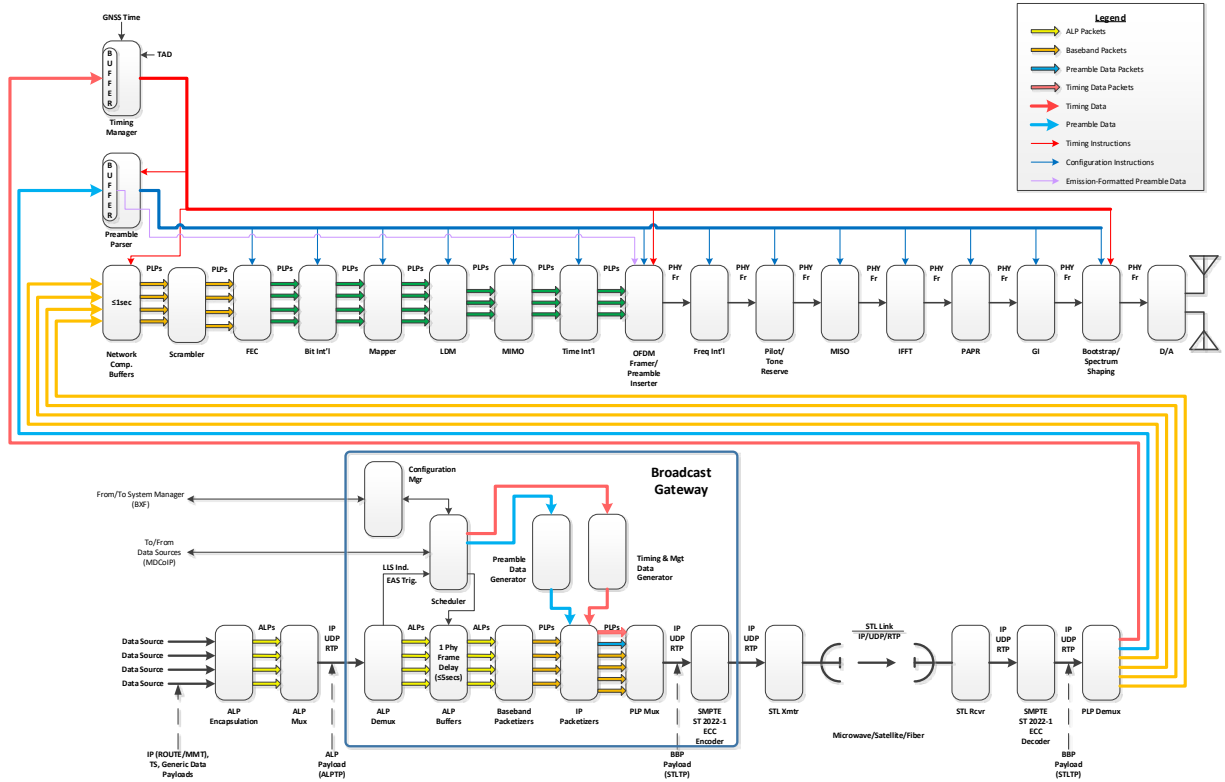 GNSS Time
TAD
BUFFER
Timing
Manager
BUFFER
Preamble
Parser
Legend
ALP Packets
Baseband Packets
Preamble Data Packets
Timing Data Packets
Timing Data
Preamble Data
Timing Instructions
Configuration Instructions
Emission-Formatted Preamble Data
≤1sec
PLPs
PLPs
PLPs
PLPs
PLPs
PLPs
PLPs
PLPs
PHY
Fr
PHY
Fr
PHY
Fr
PHY
Fr
PHY
Fr
PHY
Fr
PHY
Fr
PHY
Fr
Network
Comp.
Buffers
Scrambler
FEC
Bit Int'l
Mapper
LDM
MIMO
Time Int'l
OFDM
Framer/
Preamble
Inserter
Freq Int'l
Pilot/
Tone
Reserve
MISO
IFFT
PAPR
GI
Bootstrap/
Spectrum
Shaping
D/A
Broadcast
Gateway
Configuration
Mgr
From/To System Manager
(BXF)
To/From
Data Sources
(MDCoIP)
LLS Ind.
EAS Trig.
Scheduler
Preamble
Data
Generator
Timing & Mgt
Data
Generator
Data Source
Data Source
Data Source
Data Source
ALPs
IP
UDP
RTP
ALPs
1 Phy
Frame
Delay
(≤5secs)
ALPs
PLPs
PLPs
IP
UDP
RTP
IP
UDP
RTP
STL Link
IP/UDP/RTP
IP
UDP
RTP
IP
UDP
RTP
ALP
Encapsulation
ALP
Mux
ALP
Demux
ALP
Buffers
Baseband
Packetizers
IP
Packetizers
PLP Mux
SMPTE
ST 2022-1
ECC
Encoder
STL Xmtr
Microwave/Satellite/Fiber
STL Rcvr
SMPTE
ST 2022-1
ECC
Decoder
PLP Demux
IP (ROUTE/MMT),
TS, Generic Data
Payloads
ALP
Payload
(ALPTP)
BBP
Payload
(STLTP)
BBP
Payload
(STLTP)